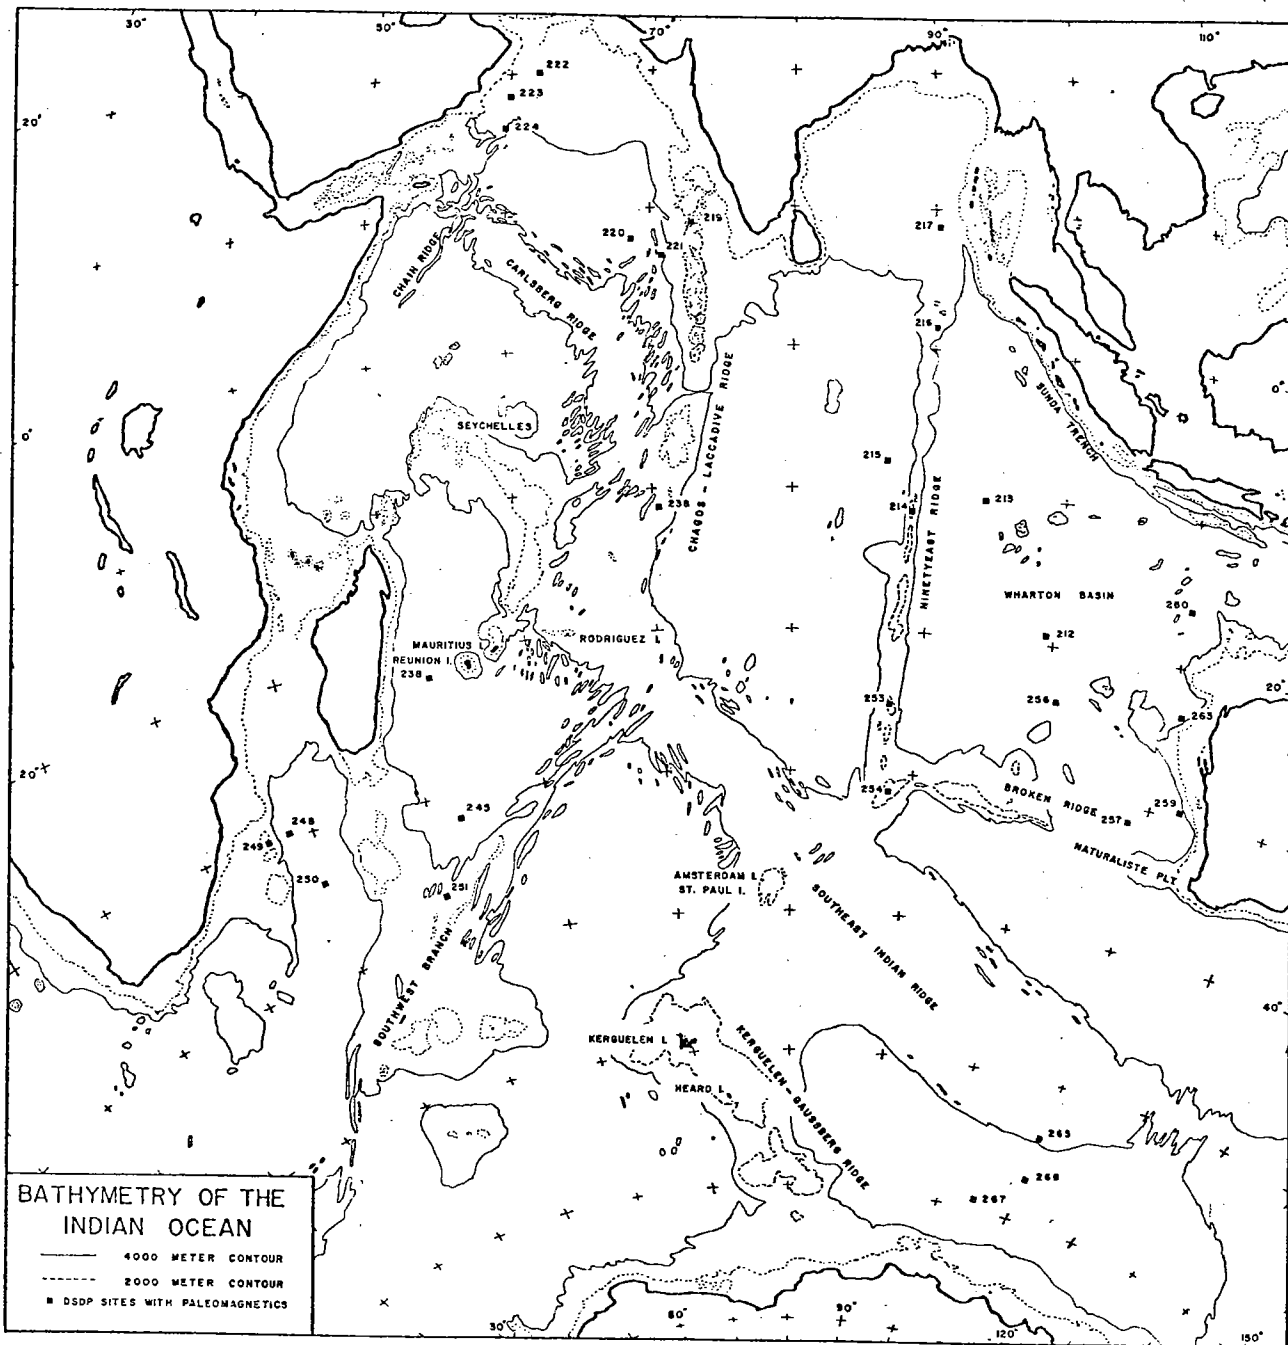 30° 50° 70° 90° 110°
222
223
20°
224
219
220
221
217
CHAIN RIDGE
CARLSBERG RIDGE
216
SUNDA TRENCH
0°
SEYCHELLES
0°
CHAGOS - LACCADIVE RIDGE
215
NINETYEAST RIDGE
238
214
213
WHARTON BASIN
260
MAURITIUS I.
RODRIGUEZ I.
212
REUNION I.
238
20°
253
256
263
20°
254
BROKEN RIDGE
257
259
245
248
249
NATURALISTE PLT.
250
251
AMSTERDAM I.
ST. PAUL I.
SOUTHEAST INDIAN RIDGE
SOUTHWEST BRANCH
40°
KERGUELEN I.
KERGUELEN - GAUSSBERG RIDGE
HEARD I.
265
268
267
BATHYMETRY OF THE
INDIAN OCEAN
4000 METER CONTOUR
2000 METER CONTOUR
DSDP SITES WITH PALEOMAGNETICS
30° 60° 90° 120° 150°